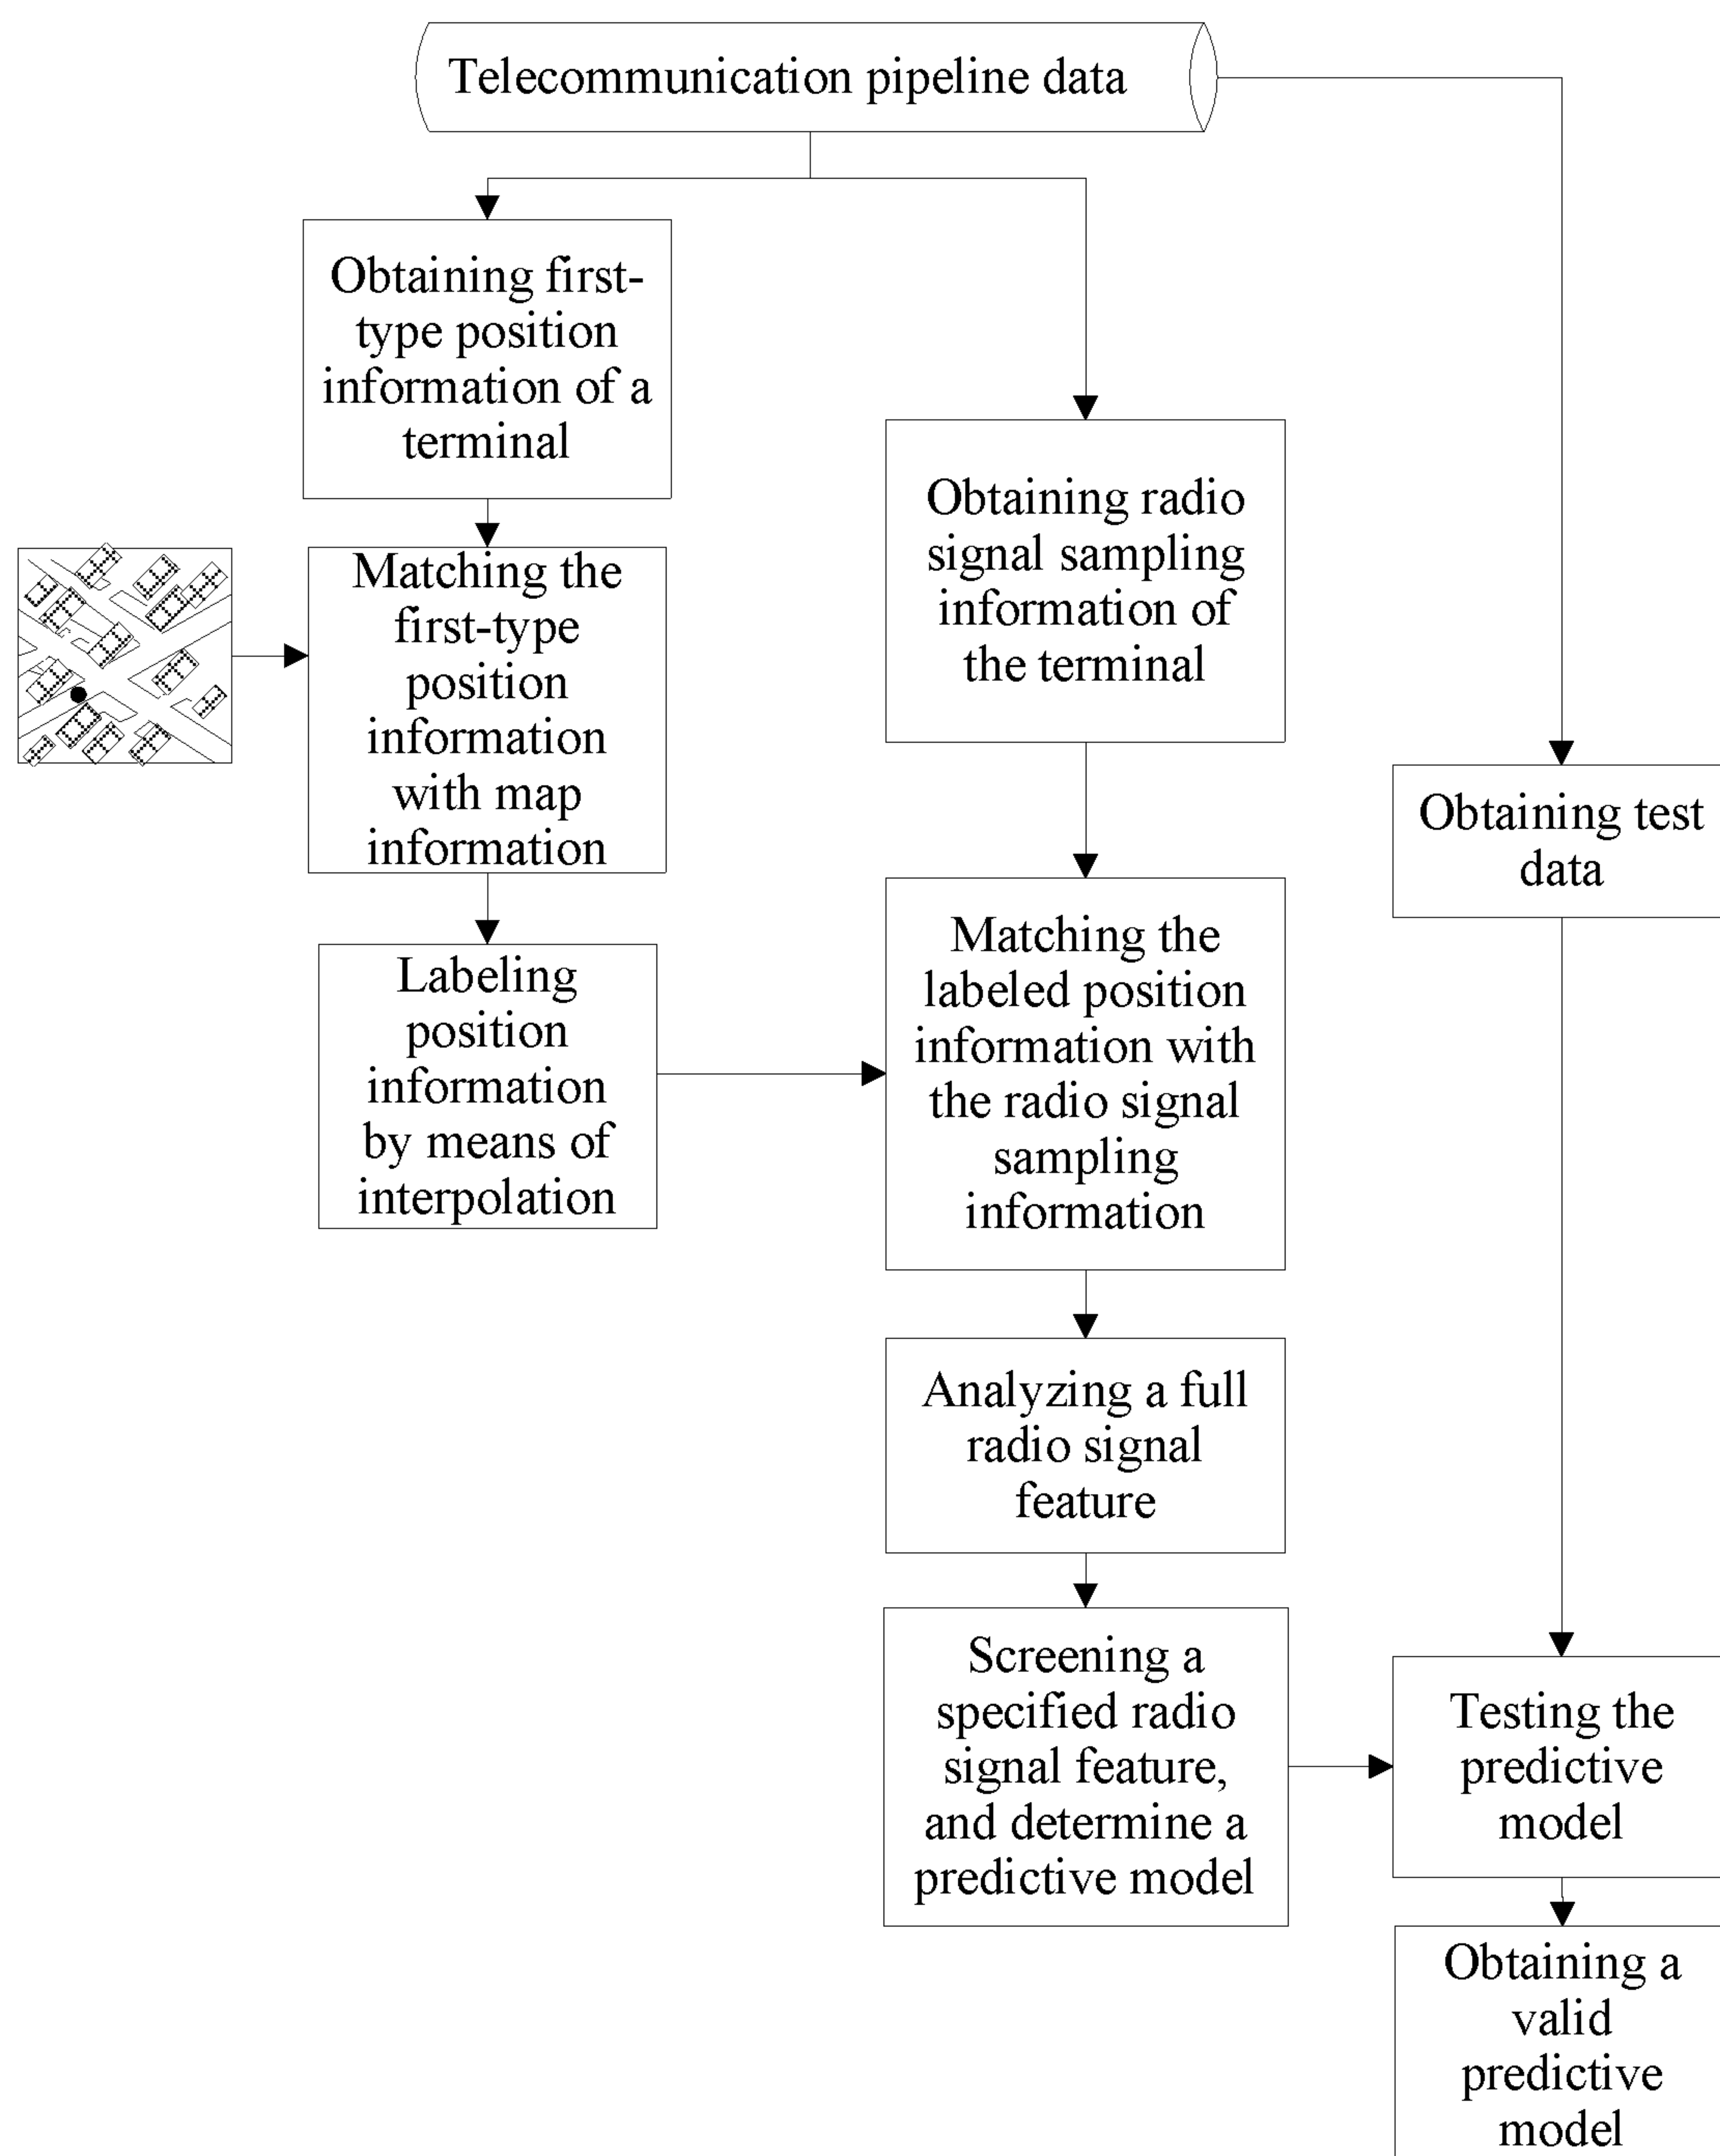 Telecommunication pipeline data
Obtaining first-
type position
information of a
terminal
Matching the
first-type
position
information
with map
information
Labeling
position
information
by means of
interpolation
Obtaining radio
signal sampling
information of
the terminal
Matching the
labeled position
information with
the radio signal
sampling
information
Analyzing a full
radio signal
feature
Screening a
specified radio
signal feature,
and determine a
predictive model
Obtaining test
data
Testing the
predictive
model
Obtaining a
valid
predictive
model